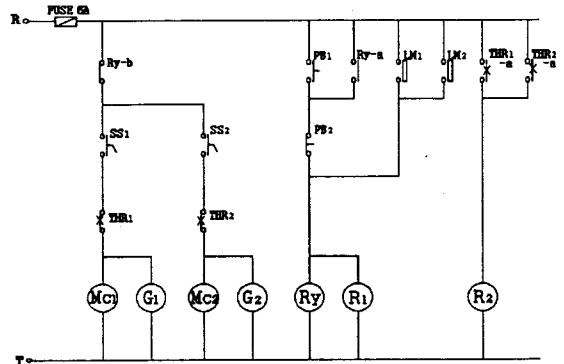 R FUSE 6A
Ry-b PB1 Ry-a LM1 LM2 THR1-a THR2-a
SS1 SS2 PB2
THR1 THR2
MC1 G1 MC2 G2 Ry R1 R2
T